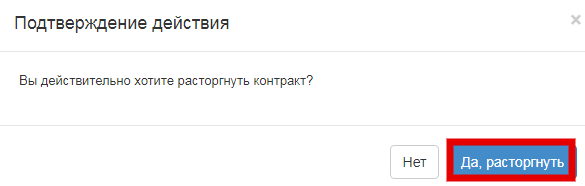 Подтверждение действия
×
Вы действительно хотите расторгнуть контракт?
Нет
Да, расторгнуть